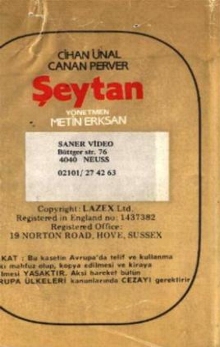 CİHAN ÜNAL
CANAN PERVER
Şeytan
YÖNETMEN
METİN ERKSAN
SANER VİDEO
Böttger str. 76
4040 NEUSS
02101/ 27 42 63
Copyright: LAZEX Ltd.
Registered in England no: 1437382
Registered Office:
19 NORTON ROAD, HOVE, SUSSEX
KAT : Bu kasetin Avrupa'da telif ve kullanma
mahfuz olup, kopya edilmesi ve kiraya
ilmesi YASAKTIR. Aksi hareket bütün
RUPA ÜLKELERİ kanunlarında CEZAYI gerektirir